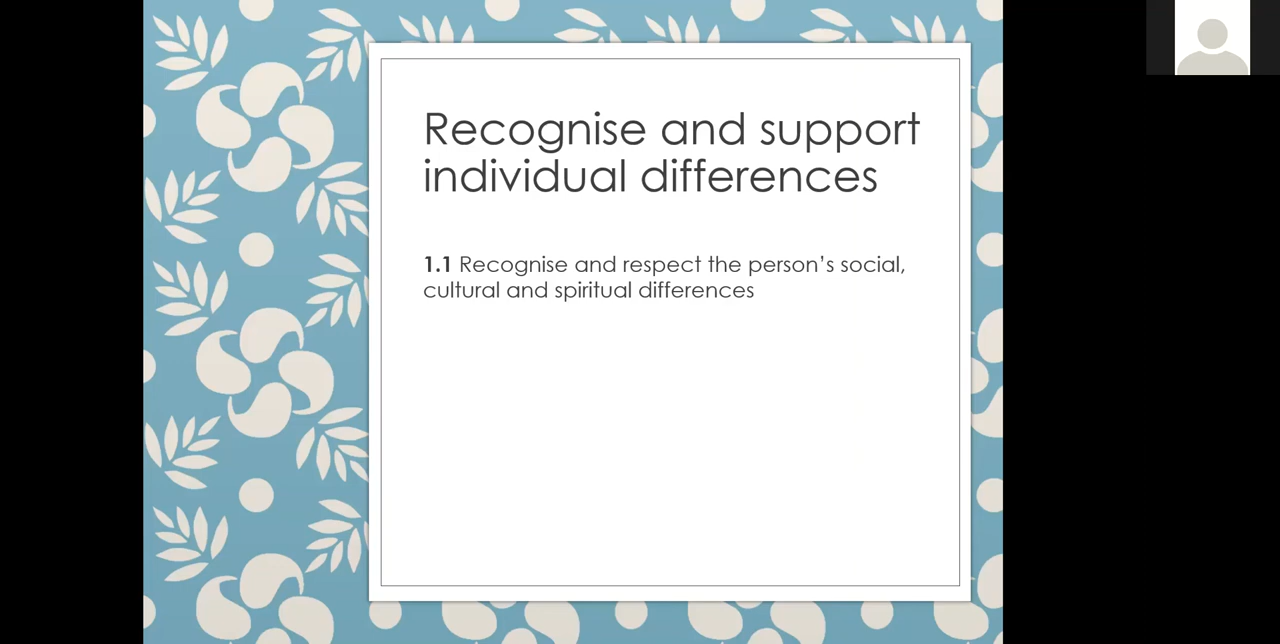 Recognise and support
individual differences
1.1 Recognise and respect the person’s social,
cultural and spiritual differences